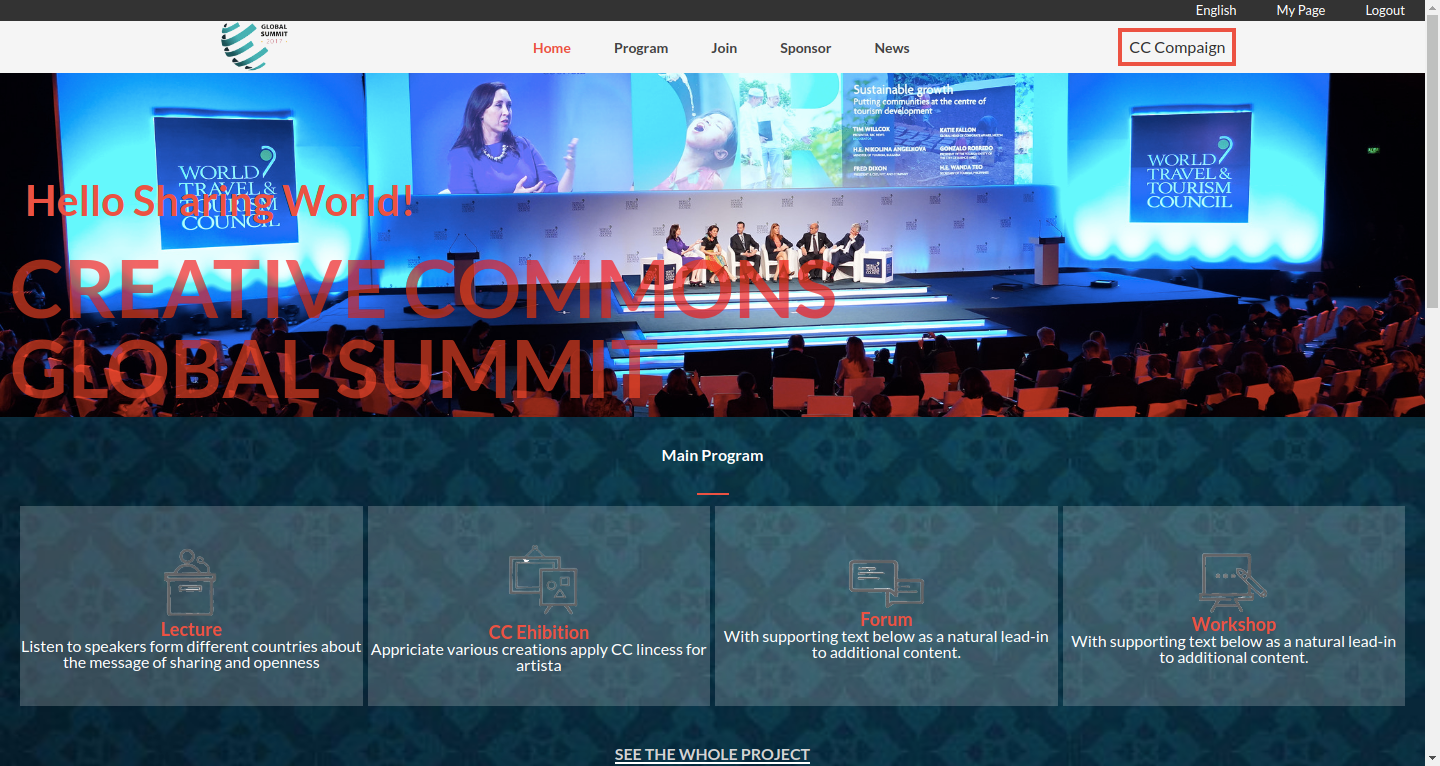 English My Page Logout
GLOBAL
SUMMIT
- 2017 -
Home Program Join Sponsor News
CC Compaign
Sustainable growth
Putting communities at the centre of
tourism development
TIM WILLCOX
KATIE FALLON
H.E. NIKOLINA ANGELKOVA
GONZALO ROBREDO
FRED DIXON
H.E. WANDA TEO
WORLD
TRAVEL &
TOURISM
COUNCIL
WORLD
TRAVEL &
TOURISM
COUNCIL
Hello Sharing World!
CREATIVE COMMONS
GLOBAL SUMMIT
Main Program
Lecture
Listen to speakers form different countries about
the message of sharing and openness
CC Ehibition
Appriciate various creations apply CC lincess for
artista
Forum
With supporting text below as a natural lead-in
to additional content.
Workshop
With supporting text below as a natural lead-in
to additional content.
SEE THE WHOLE PROJECT